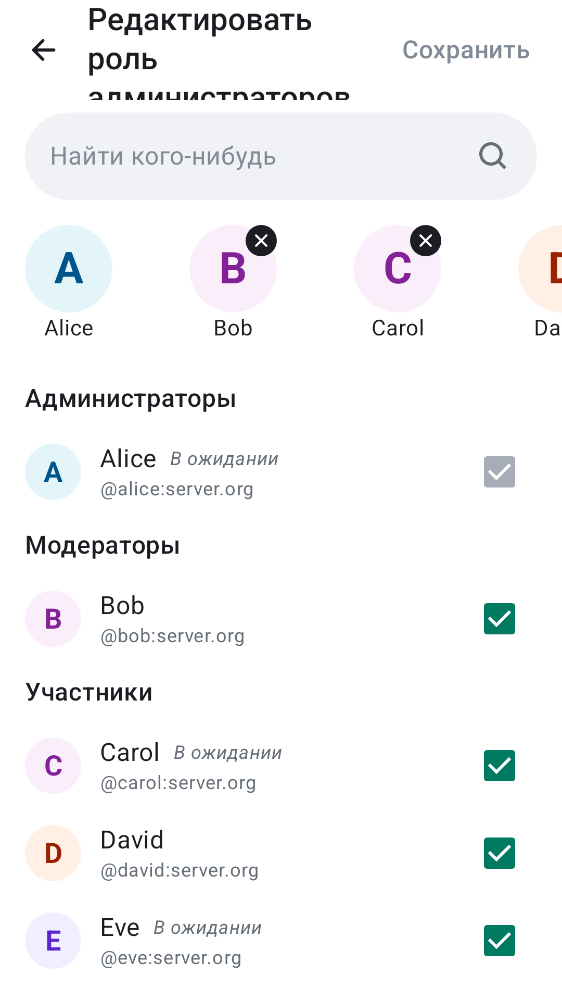 Редактировать
роль
администраторов
Сохранить
Найти кого-нибудь
A
B
C
D
Alice
Bob
Carol
Da
Администраторы
A
Alice В ожидании
@alice:server.org
Модераторы
B
Bob
@bob:server.org
Участники
C
Carol В ожидании
@carol:server.org
D
David
@david:server.org
E
Eve В ожидании
@eve:server.org